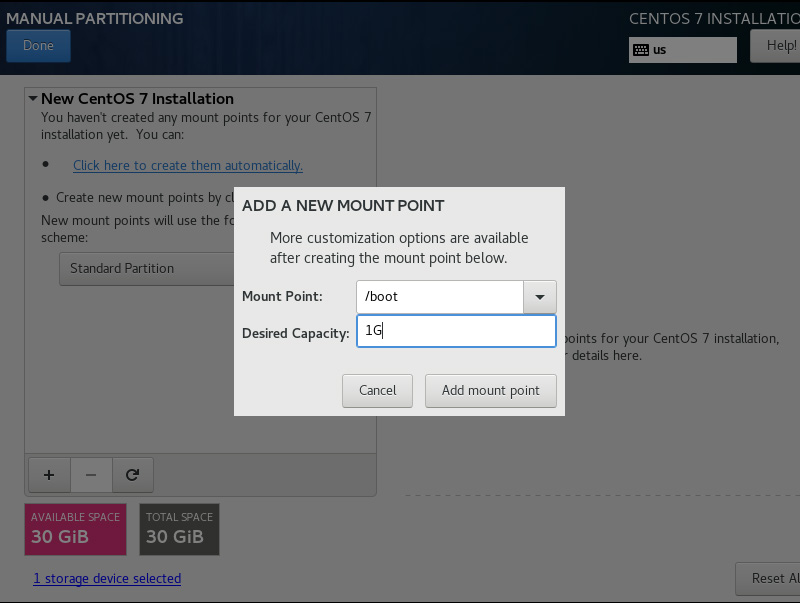 MANUAL PARTITIONING
CENTOS 7 INSTALLATIO
Done
us
Help!
New CentOS 7 Installation
You haven't created any mount points for your CentOS 7
installation yet. You can:
Click here to create them automatically.
Create new mount points by cl
New mount points will use the fo
scheme:
Standard Partition
ADD A NEW MOUNT POINT
More customization options are available
after creating the mount point below.
Mount Point:
/boot
Desired Capacity:
1G
Cancel
Add mount point
points for your CentOS 7 installation,
r details here.
+
−
AVAILABLE SPACE
30 GiB
TOTAL SPACE
30 GiB
1 storage device selected
Reset Al